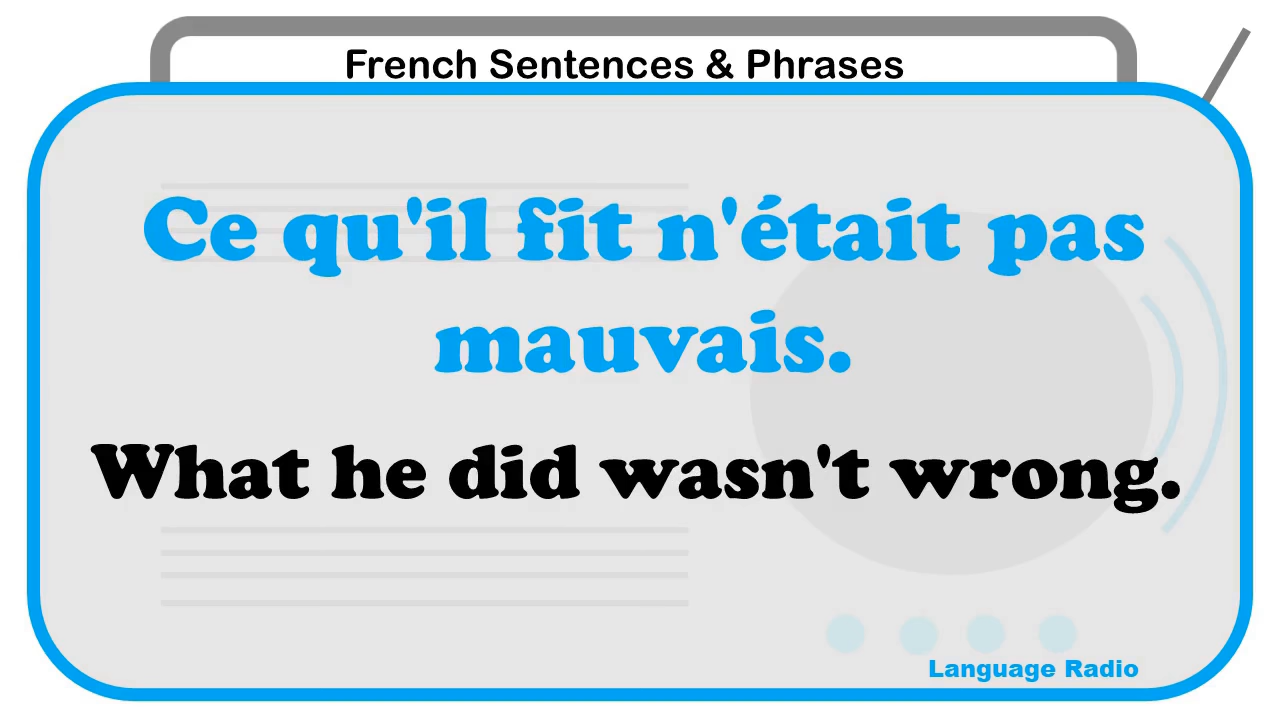 French Sentences & Phrases
Ce qu'il fit n'était pas
mauvais.
What he did wasn't wrong.
Language Radio